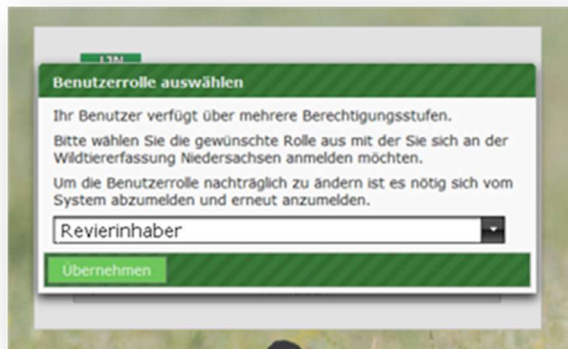 LJN
Benutzerrolle auswählen
Ihr Benutzer verfügt über mehrere Berechtigungsstufen.
Bitte wählen Sie die gewünschte Rolle aus mit der Sie sich an der
Wildtiererfassung Niedersachsen anmelden möchten.
Um die Benutzerrolle nachträglich zu ändern ist es nötig sich vom
System abzumelden und erneut anzumelden.
Revierinhaber
Übernehmen